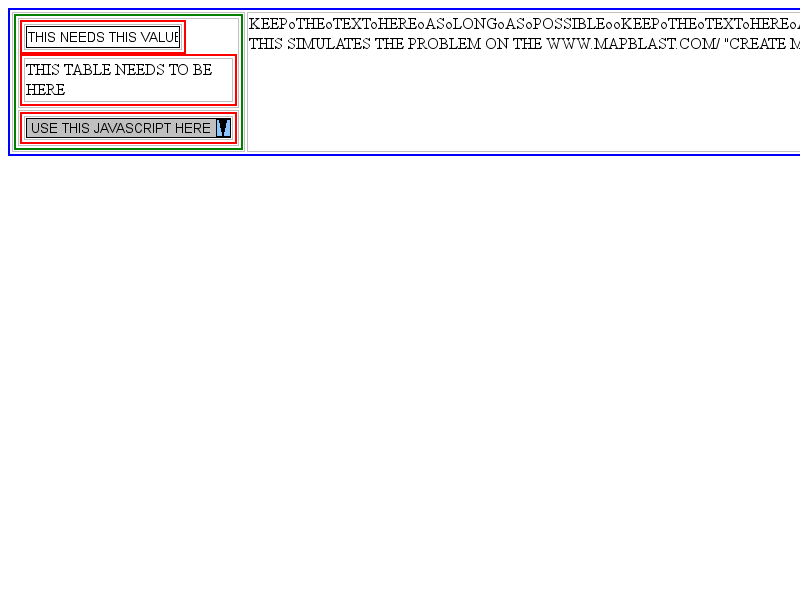 THIS NEEDS THIS VALUE
THIS TABLE NEEDS TO BE
HERE
USE THIS JAVASCRIPT HERE
KEEPoTHEoTEXToHEREoASoLONGoASoPOSSIBLEooKEEPoTHEoTEXToHEREoA
THIS SIMULATES THE PROBLEM ON THE WWW.MAPBLAST.COM/ "CREATE M